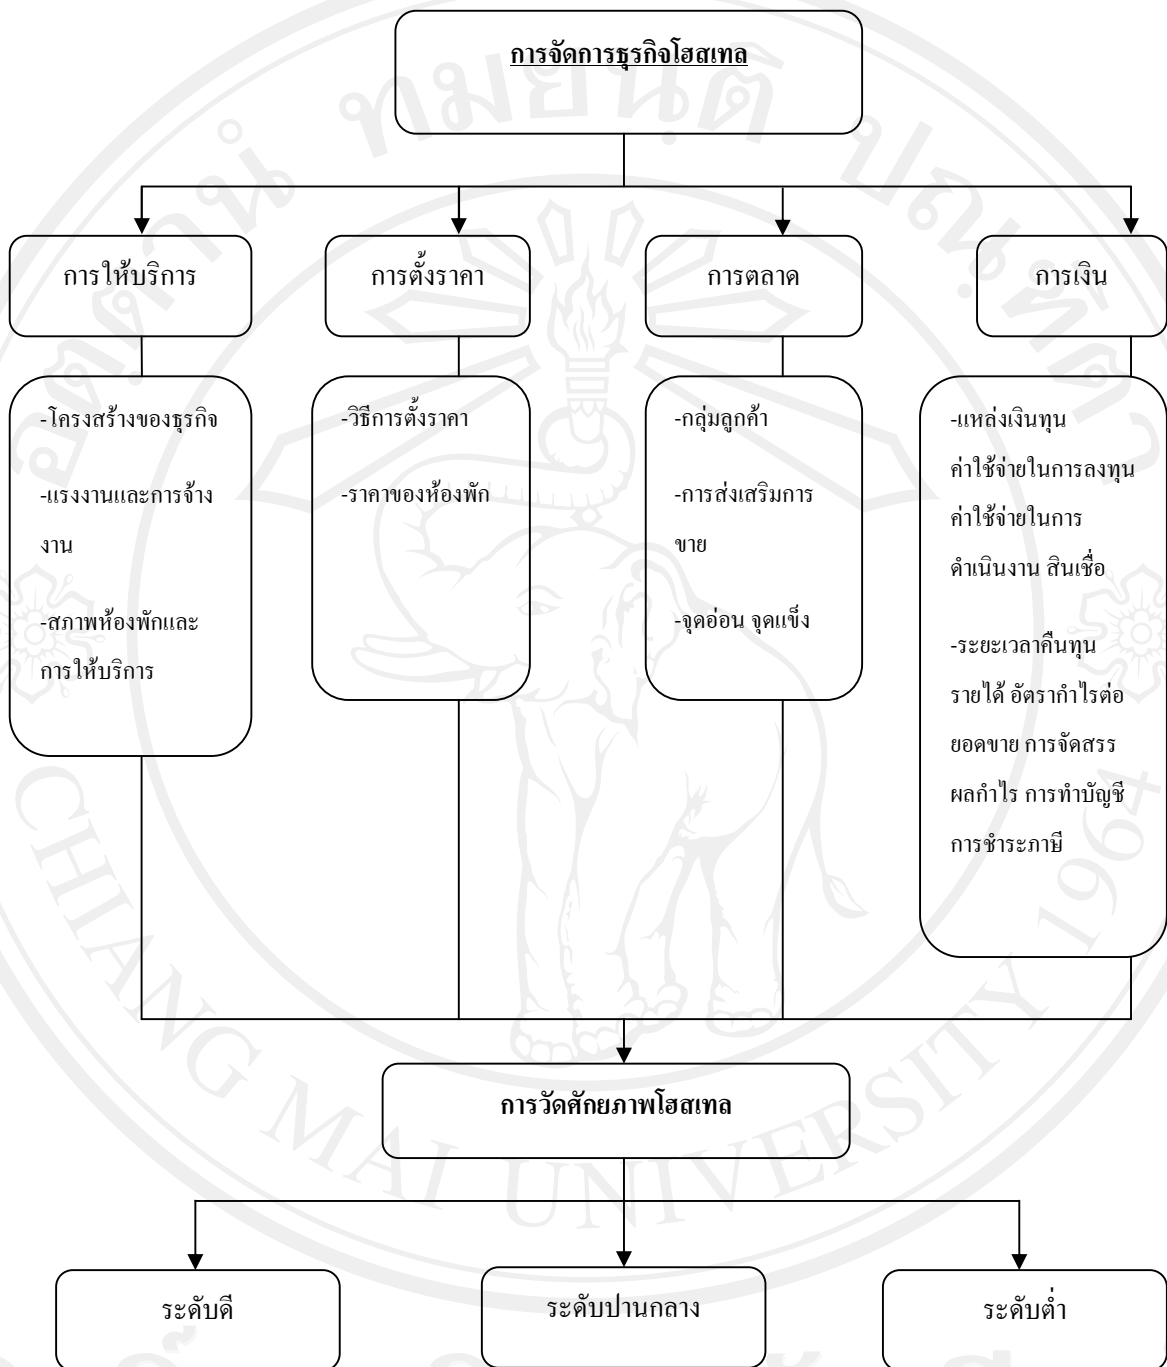 การจัดการธุรกิจโฮสเทล
การให้บริการ
การตั้งราคา
การตลาด
การเงิน
-โครงสร้างของธุรกิจ
-แรงงานและการจ้าง
งาน
-สภาพห้องพักและ
การให้บริการ
-วิธีการตั้งราคา
-ราคาของห้องพัก
-กลุ่มลูกค้า
-การส่งเสริมการ
ขาย
-จุดอ่อน จุดแข็ง
-แหล่งเงินทุน
ค่าใช้จ่ายในการลงทุน
ค่าใช้จ่ายในการ
ดำเนินงาน สินเชื่อ
-ระยะเวลาคืนทุน
รายได้ อัตรากำไรต่อ
ยอดขาย การจัดสรร
ผลกำไร การทำบัญชี
การชำระภาษี
การวัดศักยภาพโฮสเทล
ระดับดี
ระดับปานกลาง
ระดับต่ำ
CHIANG MAI UNIVERSITY 1964